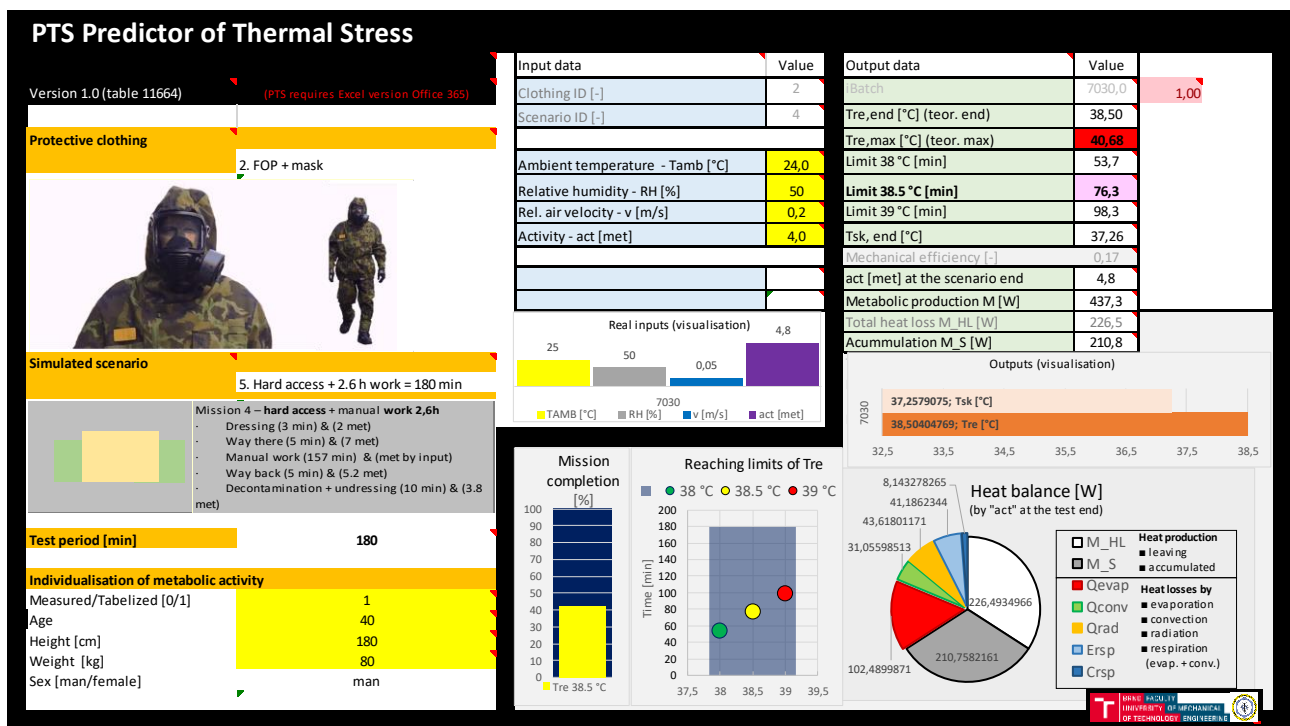 PTS Predictor of Thermal Stress
Version 1.0 (table 11664)
(PTS requires Excel version Office 365)
Protective clothing
2. FOP + mask
Simulated scenario
5. Hard access + 2.6 h work = 180 min
Mission 4 – hard access + manual work 2,6h
· Dressing (3 min) & (2 met)
· Way there (5 min) & (7 met)
· Manual work (157 min) & (met by input)
· Way back (5 min) & (5.2 met)
· Decontamination + undressing (10 min) & (3.8
met)
Test period [min] 180
Individualisation of metabolic activity
Measured/Tabelized [0/1] 1
Age 40
Height [cm] 180
Weight [kg] 80
Sex [man/female] man
Input data Value
Clothing ID [-] 2
Scenario ID [-] 4
Ambient temperature - Tamb [°C] 24,0
Relative humidity - RH [%] 50
Rel. air velocity - v [m/s] 0,2
Activity - act [met] 4,0
Real inputs (visualisation)
25
50
0,05
4,8
7030
TAMB [°C] RH [%] v [m/s] act [met]
Output data Value
iBatch 7030,0 1,00
Tre,end [°C] (teor. end) 38,50
Tre,max [°C] (teor. max) 40,68
Limit 38 °C [min] 53,7
Limit 38.5 °C [min] 76,3
Limit 39 °C [min] 98,3
Tsk, end [°C] 37,26
Mechanical efficiency [-] 0,17
act [met] at the scenario end 4,8
Metabolic production M [W] 437,3
Total heat loss M_HL [W] 226,5
Acummulation M_S [W] 210,8
Outputs (visualisation)
7030
37,2579075; Tsk [°C]
38,50404769; Tre [°C]
32,5 33,5 34,5 35,5 36,5 37,5 38,5
Mission
completion
[%]
100
90
80
70
60
50
40
30
20
10
0
Tre 38.5 °C
Reaching limits of Tre
38 °C 38.5 °C 39 °C
Time [min]
200
180
160
140
120
100
80
60
40
20
0
37,5 38 38,5 39 39,5
Heat balance [W]
(by "act" at the test end)
8,143278265
41,1862344
43,61801171
31,05598513
102,4899871
226,4934966
210,7582161
M_HL
M_S
Qevap
Qconv
Qrad
Ersp
Crsp
Heat production
■ leaving
■ accumulated
Heat losses by
■ evaporation
■ convection
■ radiation
■ respiration
(evap. + conv.)
T
BRNO FACULTY
UNIVERSITY OF MECHANICAL
OF TECHNOLOGY ENGINEERING